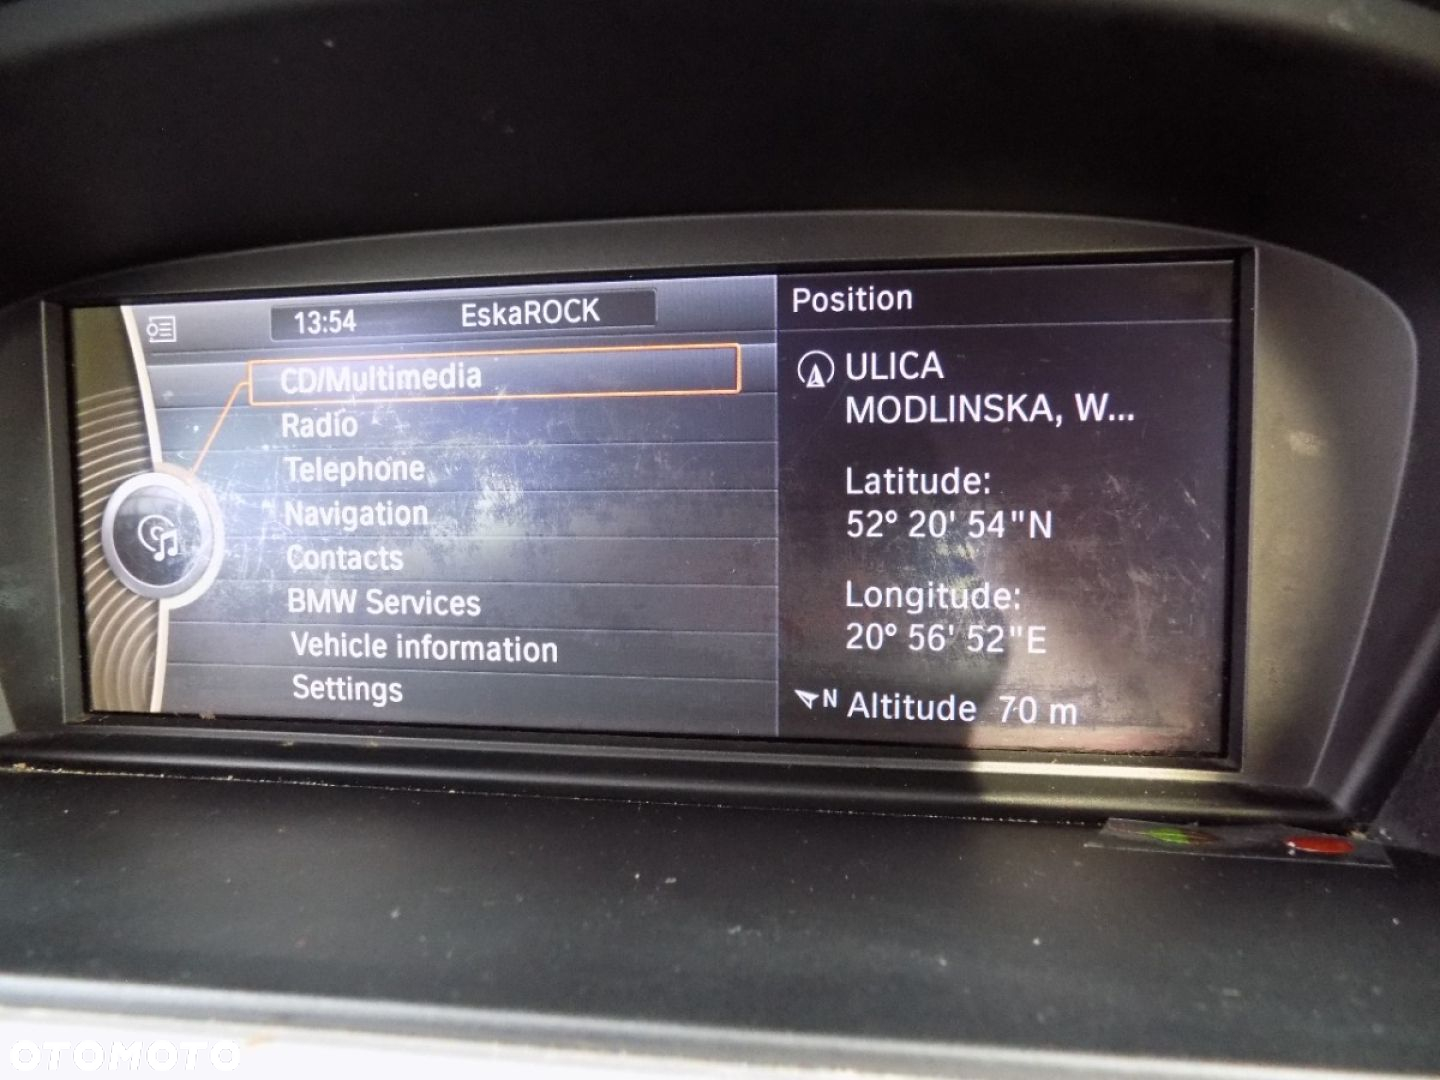 13:54 EskaROCK
CD/Multimedia
Radio
Telephone
Navigation
Contacts
BMW Services
Vehicle information
Settings
Position
ULICA
MODLINSKA, W...
Latitude:
52° 20' 54"N
Longitude:
20° 56' 52"E
N Altitude 70 m
OTOMOTO